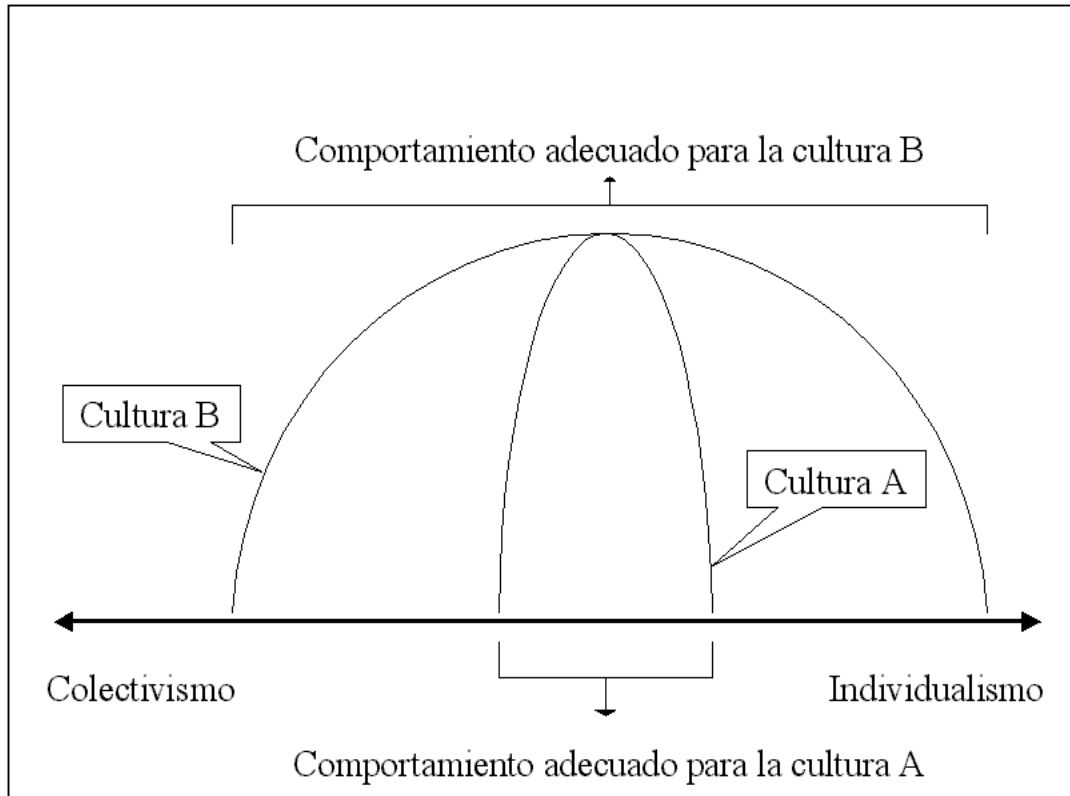 Comportamiento adecuado para la cultura B
Cultura B
Cultura A
Colectivismo
Individualismo
Comportamiento adecuado para la cultura A